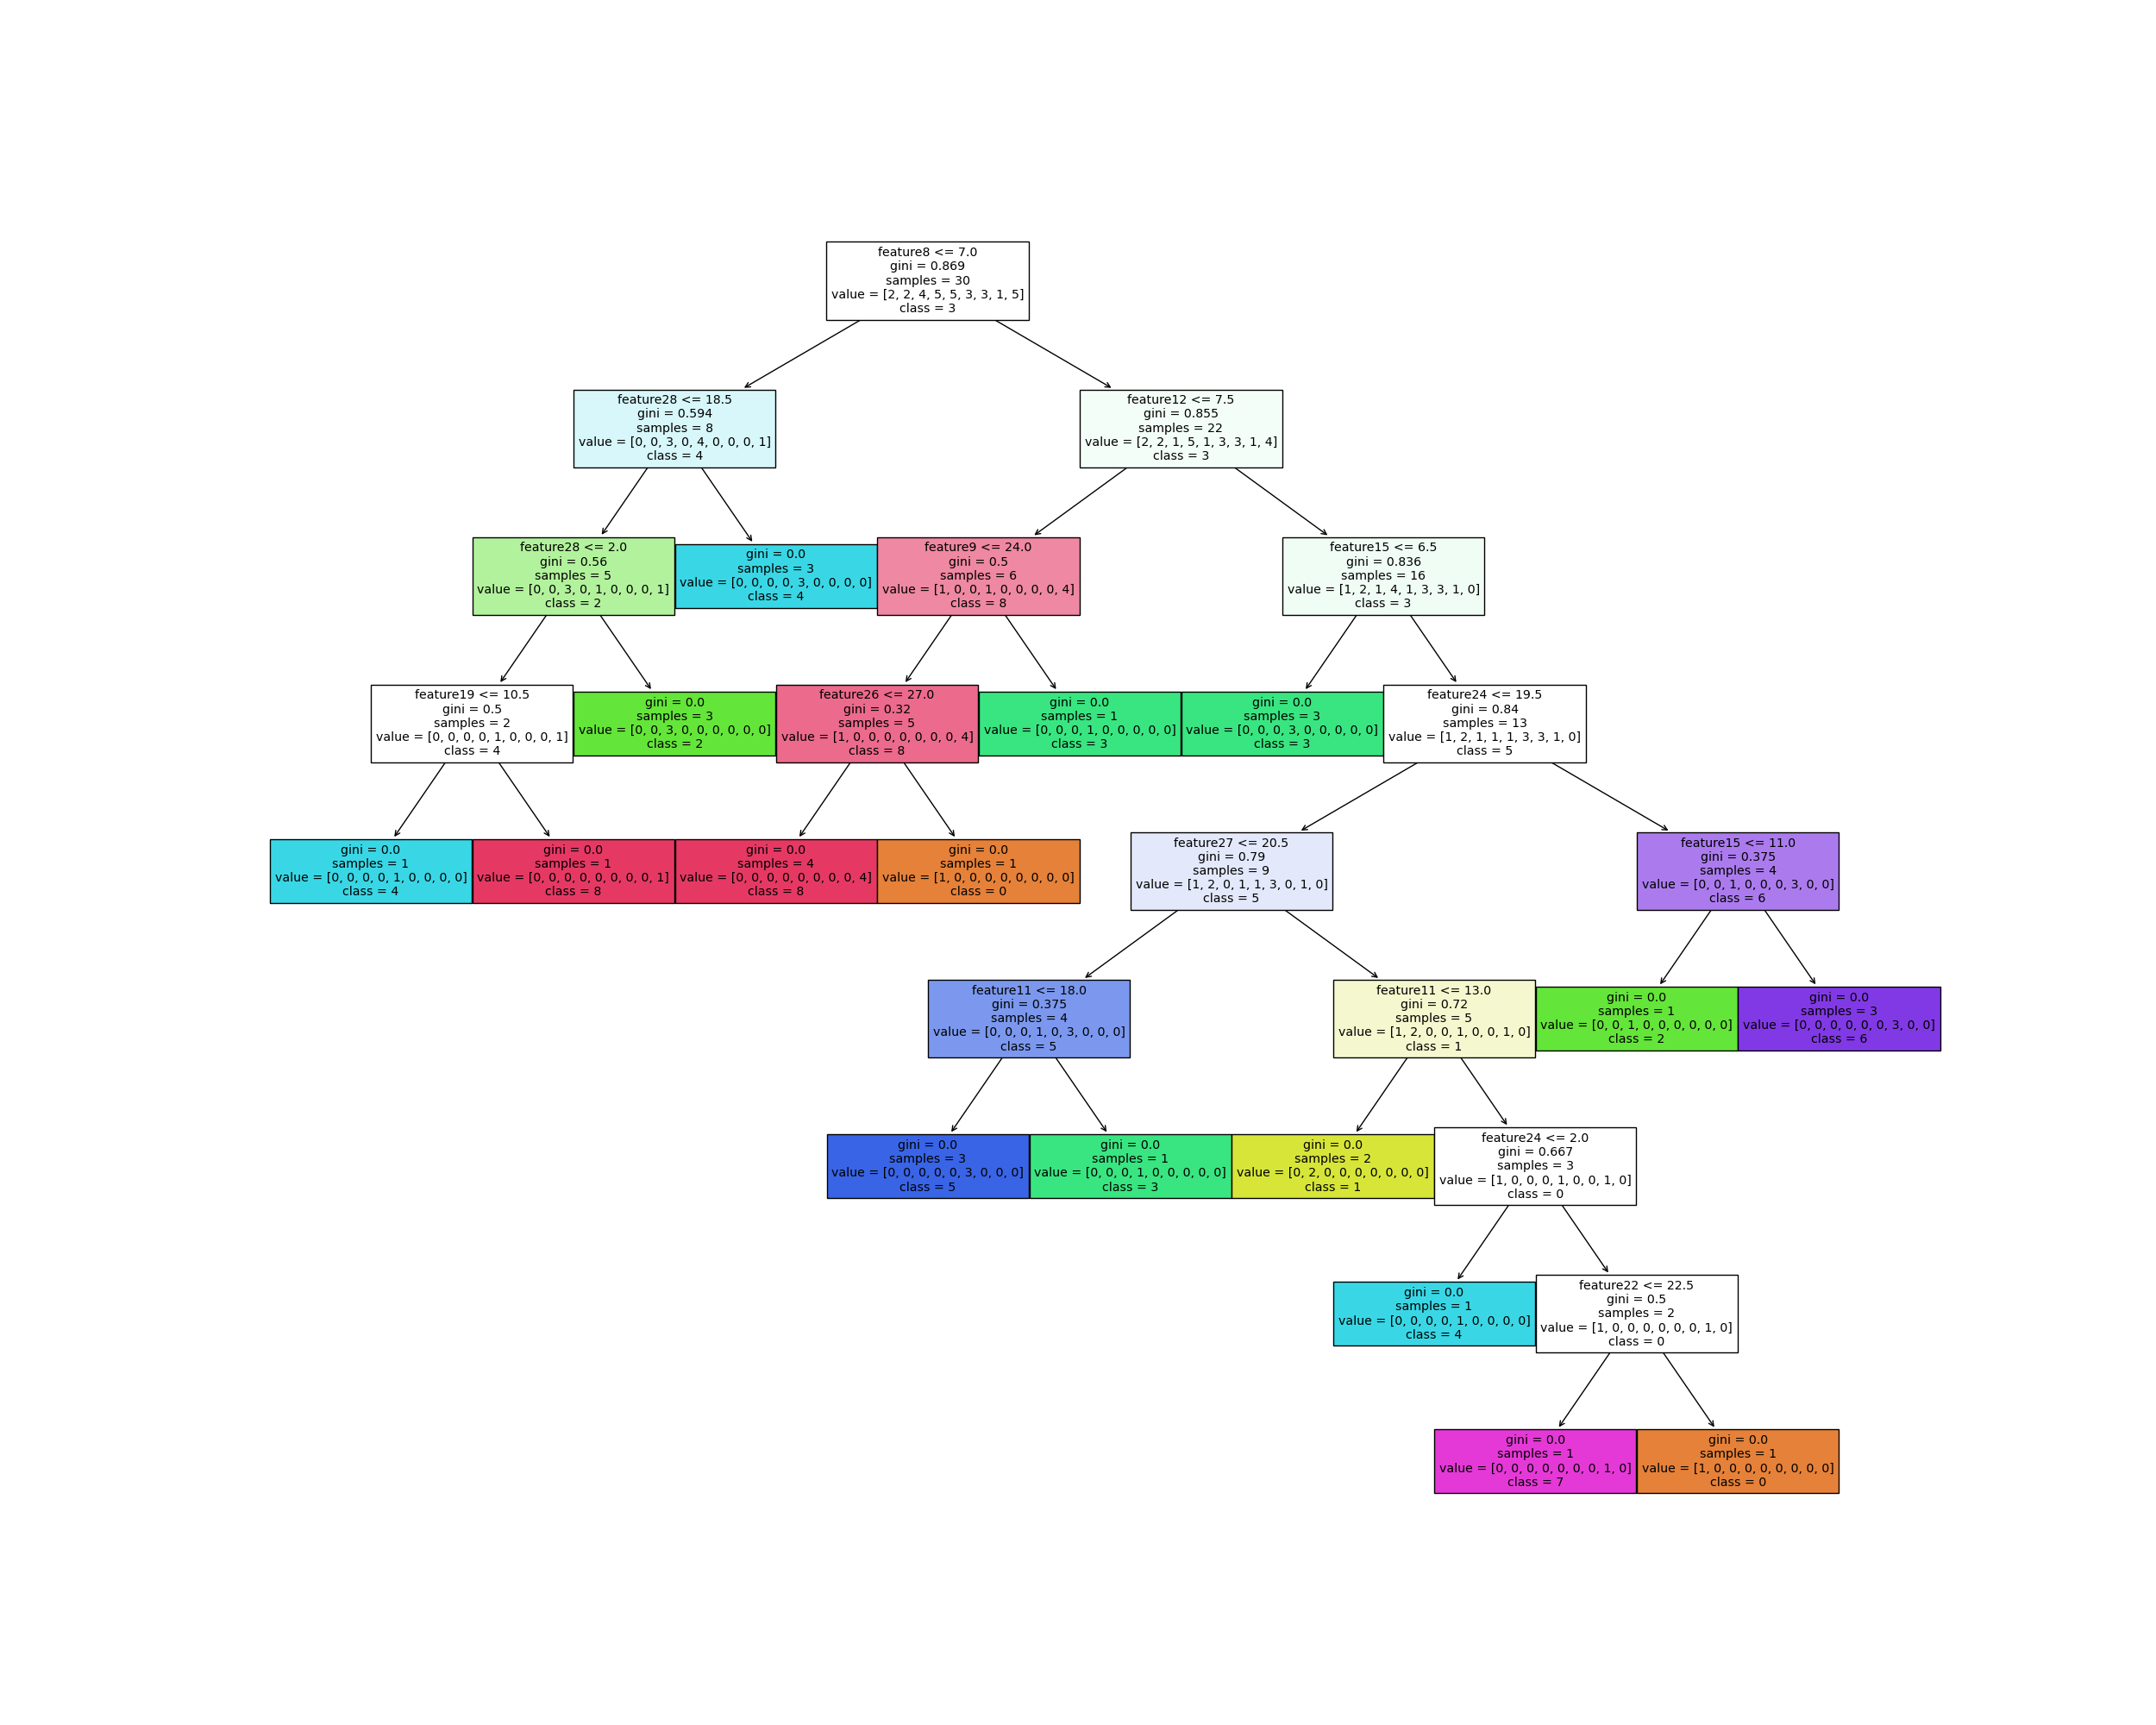 feature8 <= 7.0
gini = 0.869
samples = 30
value = [2, 2, 4, 5, 5, 3, 3, 1, 5]
class = 3
feature28 <= 18.5
gini = 0.594
samples = 8
value = [0, 0, 3, 0, 4, 0, 0, 0, 1]
class = 4
feature12 <= 7.5
gini = 0.855
samples = 22
value = [2, 2, 1, 5, 1, 3, 3, 1, 4]
class = 3
feature28 <= 2.0
gini = 0.56
samples = 5
value = [0, 0, 3, 0, 1, 0, 0, 0, 1]
class = 2
gini = 0.0
samples = 3
value = [0, 0, 0, 0, 3, 0, 0, 0, 0]
class = 4
feature9 <= 24.0
gini = 0.5
samples = 6
value = [1, 0, 0, 1, 0, 0, 0, 0, 4]
class = 8
feature15 <= 6.5
gini = 0.836
samples = 16
value = [1, 2, 1, 4, 1, 3, 3, 1, 0]
class = 3
feature19 <= 10.5
gini = 0.5
samples = 2
value = [0, 0, 0, 0, 1, 0, 0, 0, 1]
class = 4
gini = 0.0
samples = 3
value = [0, 0, 3, 0, 0, 0, 0, 0, 0]
class = 2
feature26 <= 27.0
gini = 0.32
samples = 5
value = [1, 0, 0, 0, 0, 0, 0, 0, 4]
class = 8
gini = 0.0
samples = 1
value = [0, 0, 0, 1, 0, 0, 0, 0, 0]
class = 3
gini = 0.0
samples = 3
value = [0, 0, 0, 3, 0, 0, 0, 0, 0]
class = 3
feature24 <= 19.5
gini = 0.84
samples = 13
value = [1, 2, 1, 1, 1, 3, 3, 1, 0]
class = 5
gini = 0.0
samples = 1
value = [0, 0, 0, 0, 1, 0, 0, 0, 0]
class = 4
gini = 0.0
samples = 1
value = [0, 0, 0, 0, 0, 0, 0, 0, 1]
class = 8
gini = 0.0
samples = 4
value = [0, 0, 0, 0, 0, 0, 0, 0, 4]
class = 8
gini = 0.0
samples = 1
value = [1, 0, 0, 0, 0, 0, 0, 0, 0]
class = 0
feature27 <= 20.5
gini = 0.79
samples = 9
value = [1, 2, 0, 1, 1, 3, 0, 1, 0]
class = 5
feature15 <= 11.0
gini = 0.375
samples = 4
value = [0, 0, 1, 0, 0, 0, 3, 0, 0]
class = 6
feature11 <= 18.0
gini = 0.375
samples = 4
value = [0, 0, 0, 1, 0, 3, 0, 0, 0]
class = 5
feature11 <= 13.0
gini = 0.72
samples = 5
value = [1, 2, 0, 0, 1, 0, 0, 1, 0]
class = 1
gini = 0.0
samples = 1
value = [0, 0, 1, 0, 0, 0, 0, 0, 0]
class = 2
gini = 0.0
samples = 3
value = [0, 0, 0, 0, 0, 0, 3, 0, 0]
class = 6
gini = 0.0
samples = 3
value = [0, 0, 0, 0, 0, 3, 0, 0, 0]
class = 5
gini = 0.0
samples = 1
value = [0, 0, 0, 1, 0, 0, 0, 0, 0]
class = 3
gini = 0.0
samples = 2
value = [0, 2, 0, 0, 0, 0, 0, 0, 0]
class = 1
feature24 <= 2.0
gini = 0.667
samples = 3
value = [1, 0, 0, 0, 1, 0, 0, 1, 0]
class = 0
gini = 0.0
samples = 1
value = [0, 0, 0, 0, 1, 0, 0, 0, 0]
class = 4
feature22 <= 22.5
gini = 0.5
samples = 2
value = [1, 0, 0, 0, 0, 0, 0, 1, 0]
class = 0
gini = 0.0
samples = 1
value = [0, 0, 0, 0, 0, 0, 0, 1, 0]
class = 7
gini = 0.0
samples = 1
value = [1, 0, 0, 0, 0, 0, 0, 0, 0]
class = 0